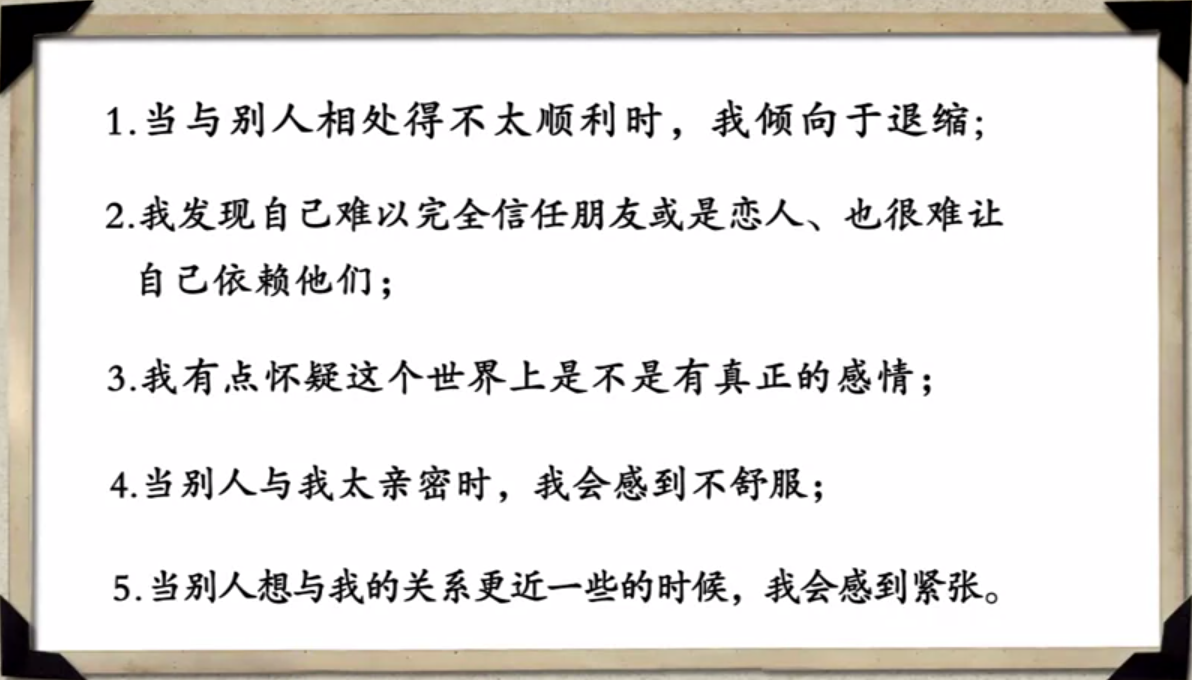 1.当与别人相处得不太顺利时，我倾向于退缩;
2.我发现自己难以完全信任朋友或是恋人、也很难让
自己依赖他们；
3.我有点怀疑这个世界上是不是有真正的感情；
4.当别人与我太亲密时，我会感到不舒服；
5.当别人想与我的关系更近一些的时候，我会感到紧张。